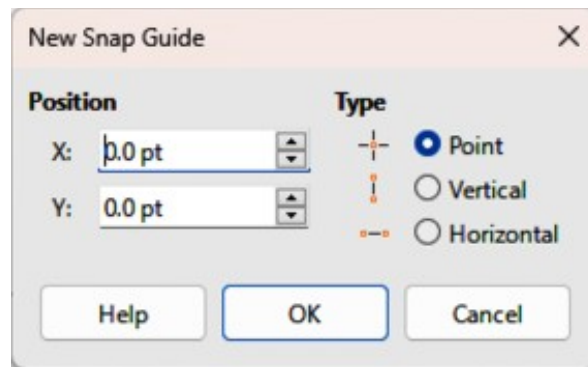 New Snap Guide
Position
X: 0.0 pt
Y: 0.0 pt
Type
Point
Vertical
Horizontal
Help OK Cancel